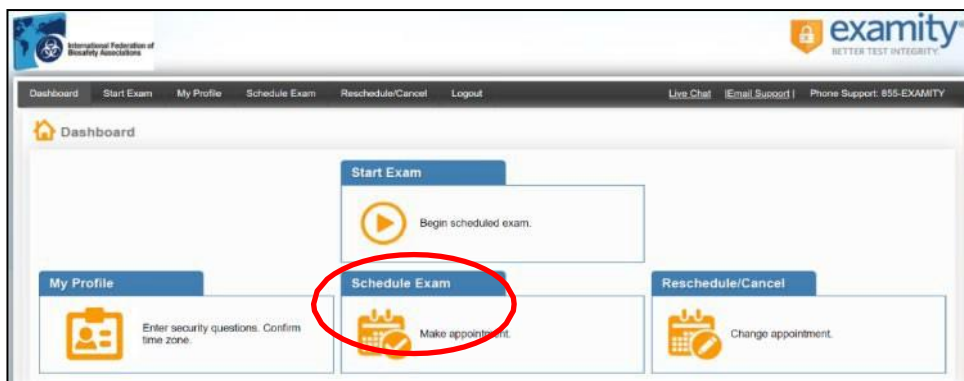 International Federation of
Biosafety Associations
examity®
BETTER TEST INTEGRITY.
Dashboard Start Exam My Profile Schedule Exam Reschedule/Cancel Logout Live Chat |Email Support | Phone Support: 855-EXAMITY
Dashboard
Start Exam
Begin scheduled exam.
My Profile Schedule Exam Reschedule/Cancel
Enter security questions. Confirm
time zone.
Make appointment.
Change appointment.